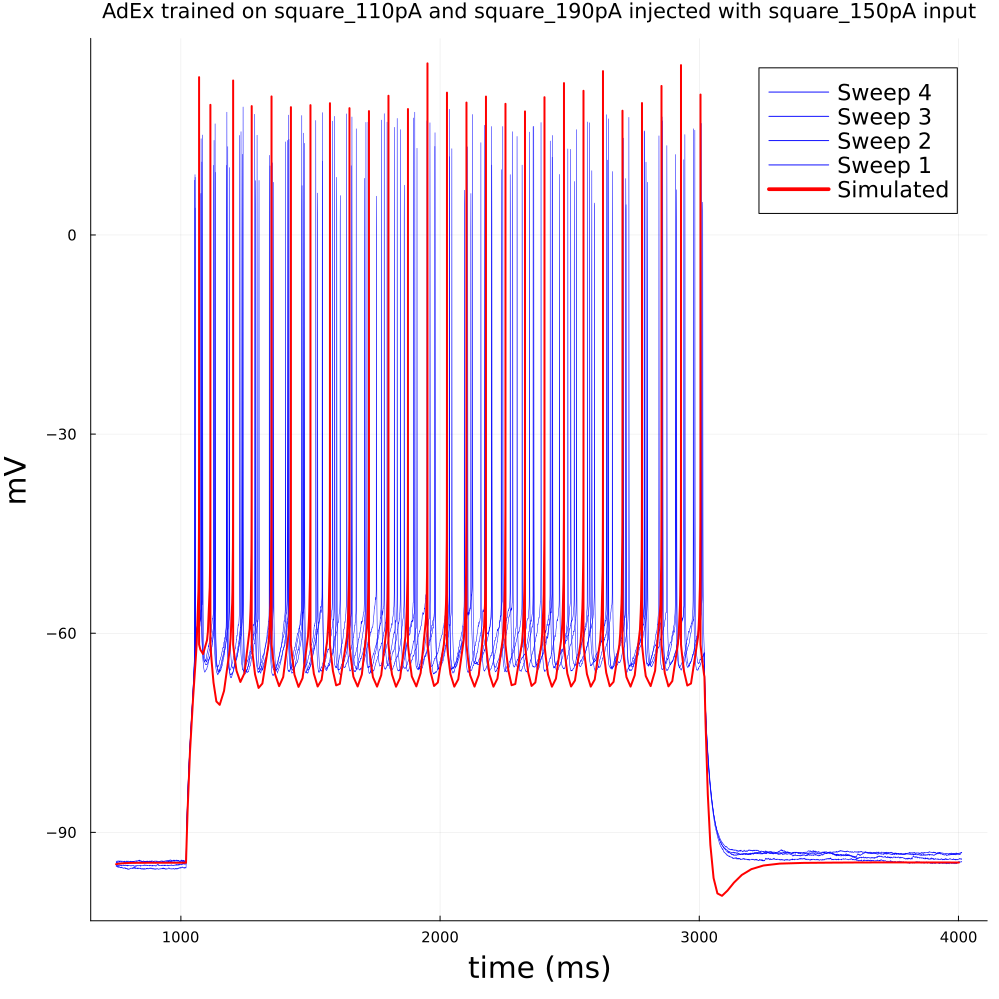 AdEx trained on square_110pA and square_190pA injected with square_150pA input
Sweep 4
Sweep 3
Sweep 2
Sweep 1
Simulated
0
−30
−60
−90
mV
1000
2000
3000
4000
time (ms)